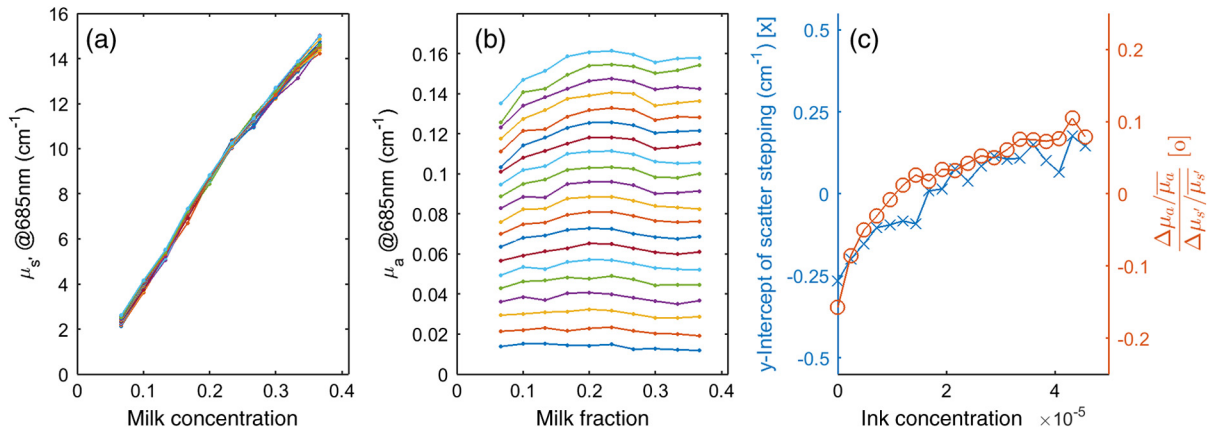 (a)
μs' @685nm (cm-1)
16
14
12
10
8
6
4
2
0
0 0.1 0.2 0.3 0.4
Milk concentration
(b)
μa @685nm (cm-1)
0.16
0.14
0.12
0.1
0.08
0.06
0.04
0.02
0
0 0.1 0.2 0.3 0.4
Milk fraction
(c)
y-Intercept of scatter stepping (cm-1) [x]
0.5
0.25
0
-0.25
-0.5
0 2 4
Ink concentration ×10-5
0.2
0.1
0
-0.1
-0.2
Δμa/μa
Δμs'/μs' [o]